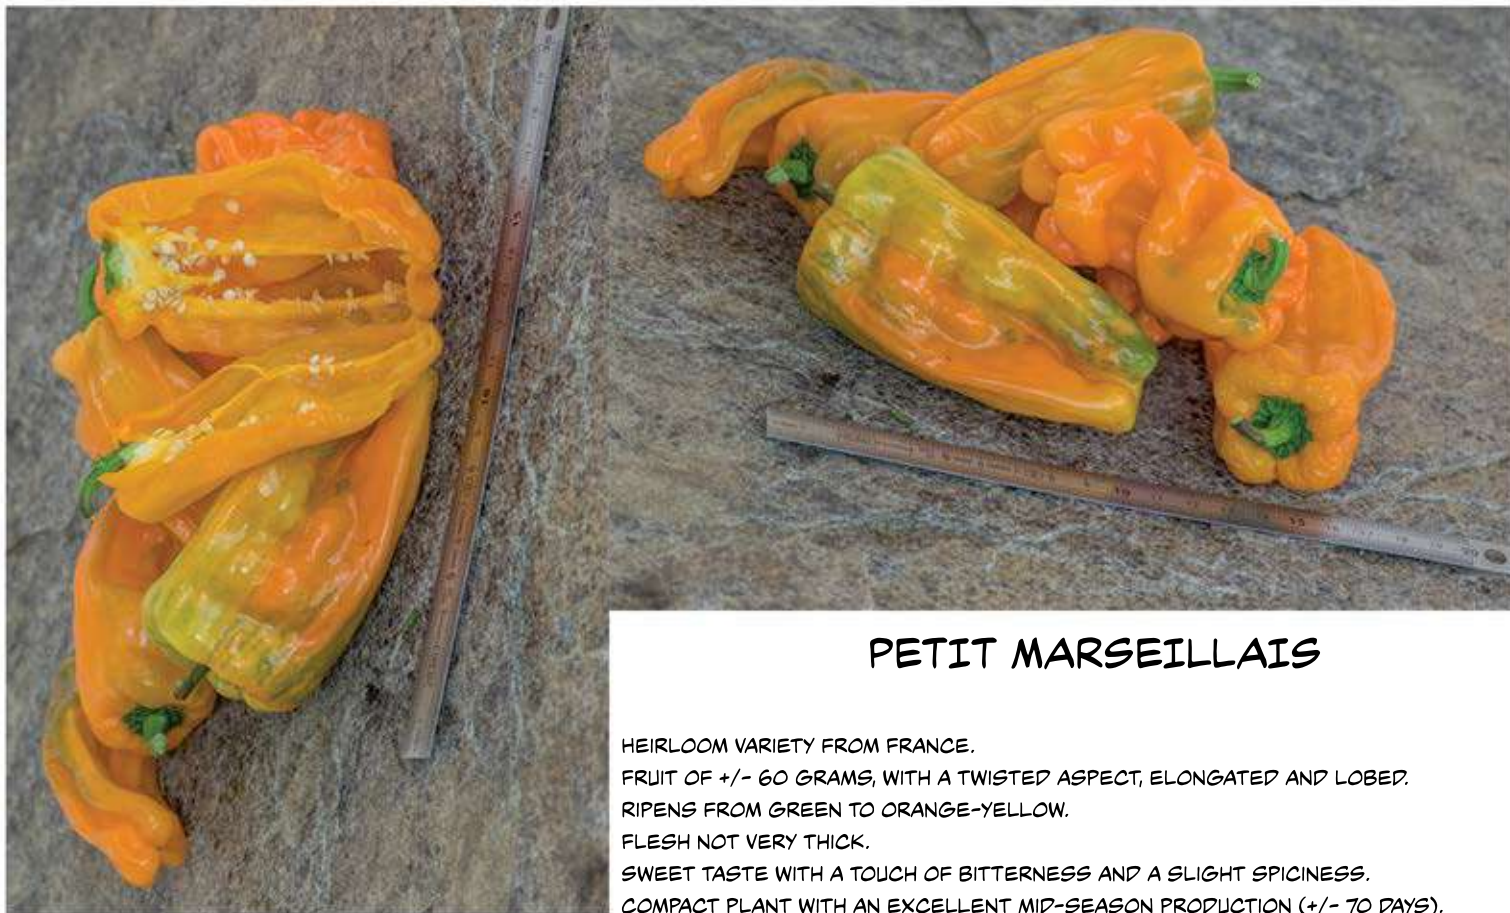 PETIT MARSEILLAIS
HEIRLOOM VARIETY FROM FRANCE.
FRUIT OF +/- 60 GRAMS, WITH A TWISTED ASPECT, ELONGATED AND LOBED.
RIPENS FROM GREEN TO ORANGE-YELLOW.
FLESH NOT VERY THICK.
SWEET TASTE WITH A TOUCH OF BITTERNESS AND A SLIGHT SPICINESS.
COMPACT PLANT WITH AN EXCELLENT MID-SEASON PRODUCTION (+/- 70 DAYS).